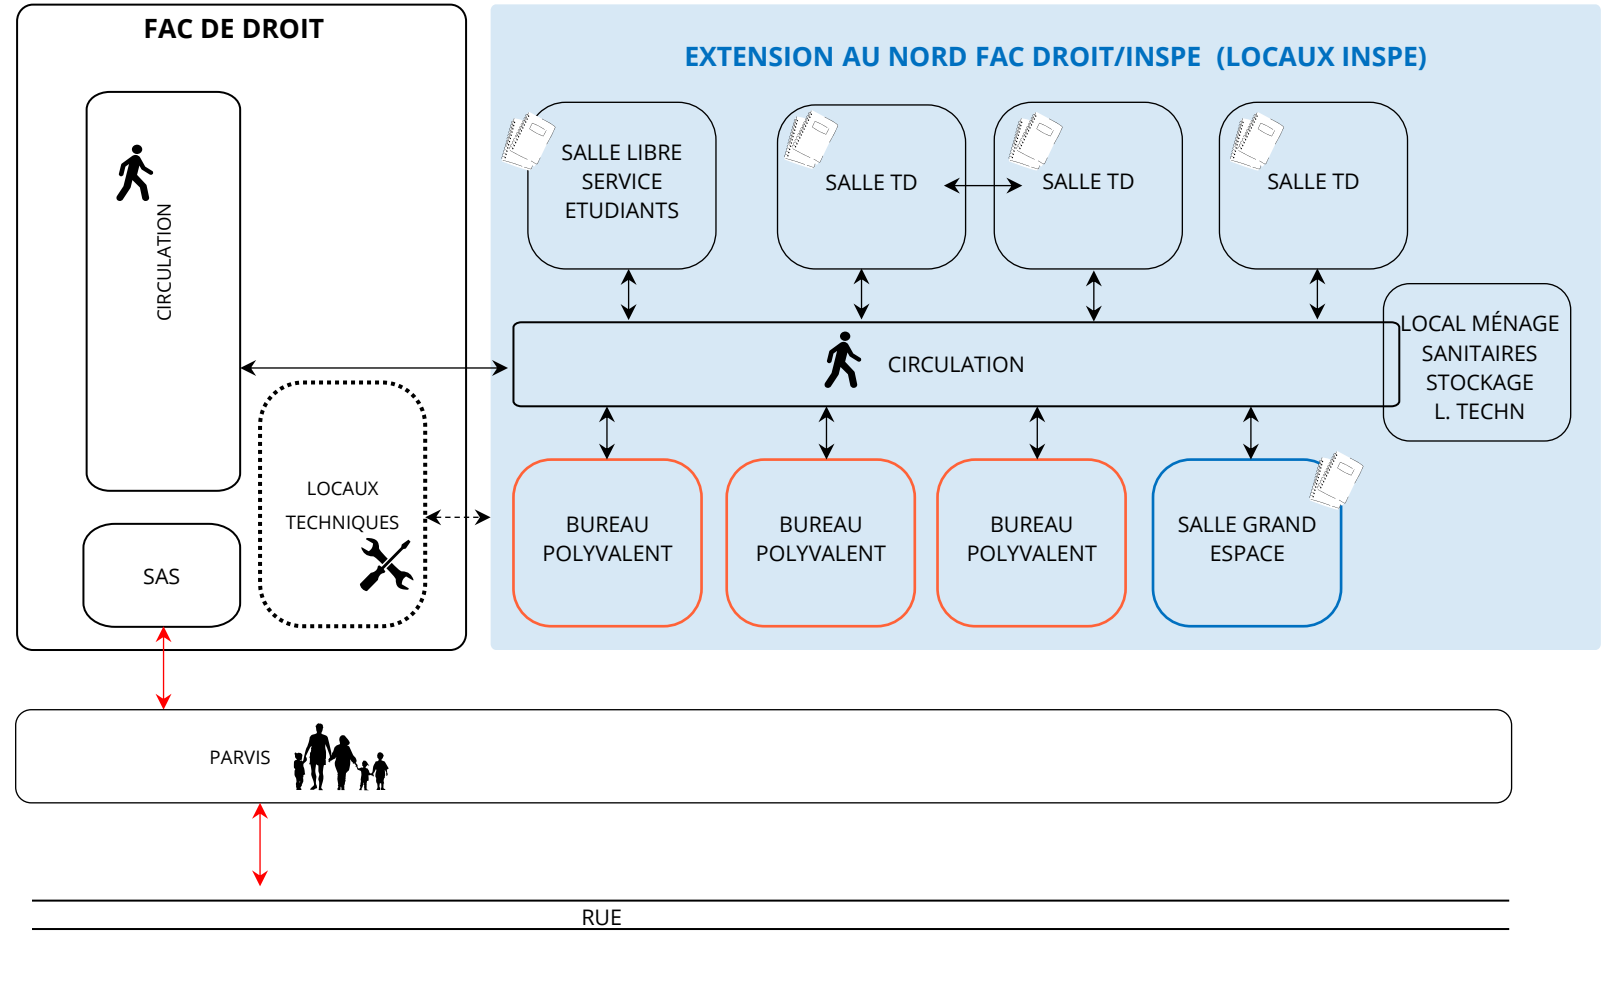 FAC DE DROIT
CIRCULATION
LOCAUX
TECHNIQUES
SAS
EXTENSION AU NORD FAC DROIT/INSPE (LOCAUX INSPE)
SALLE LIBRE
SERVICE
ETUDIANTS
SALLE TD
SALLE TD
SALLE TD
CIRCULATION
LOCAL MÉNAGE
SANITAIRES
STOCKAGE
L. TECHN
BUREAU
POLYVALENT
BUREAU
POLYVALENT
BUREAU
POLYVALENT
SALLE GRAND
ESPACE
PARVIS
RUE